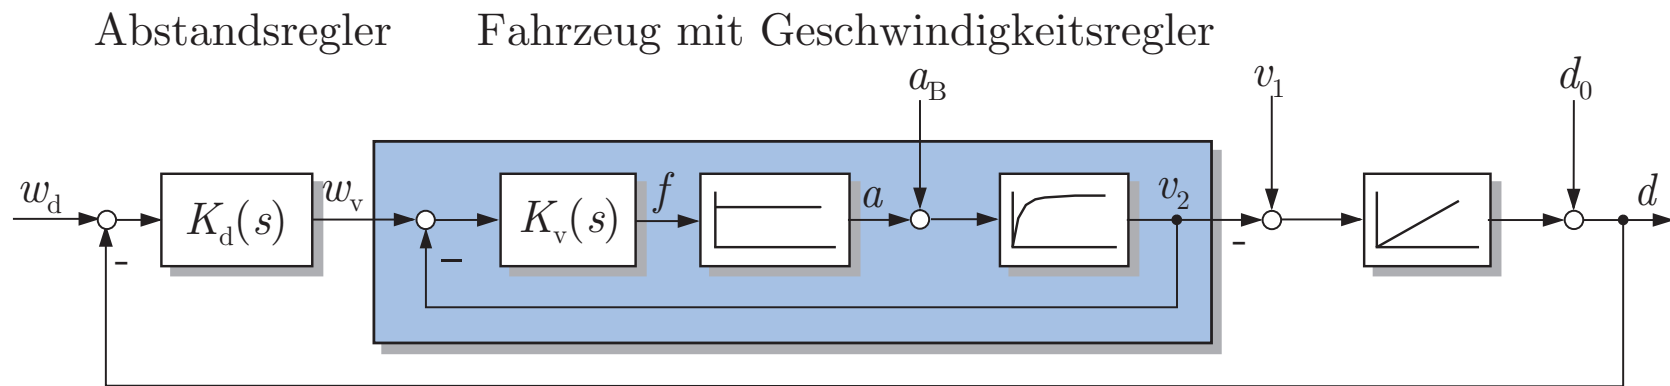 Abstandsregler Fahrzeug mit Geschwindigkeitsregler
a_B v_1 d_0
w_d K_d(s) w_v K_v(s) f a v_2 d
- – -